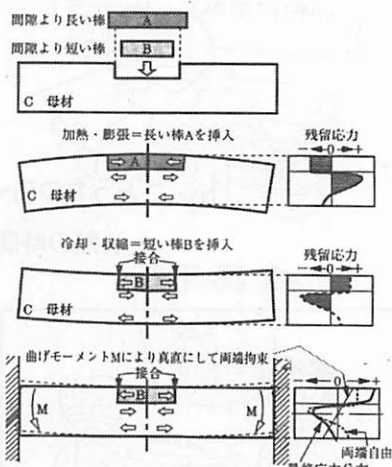 間隙より長い棒 A
間隙より短い棒 B
C 母材
加熱・膨張=長い棒Aを挿入
残留応力
− 0 +
A
C 母材
冷却・収縮=短い棒Bを挿入
接合
残留応力
− 0 +
B
C 母材
曲げモーメントMにより真直にして両端拘束
接合
− 0 +
B
M
M
両端自由